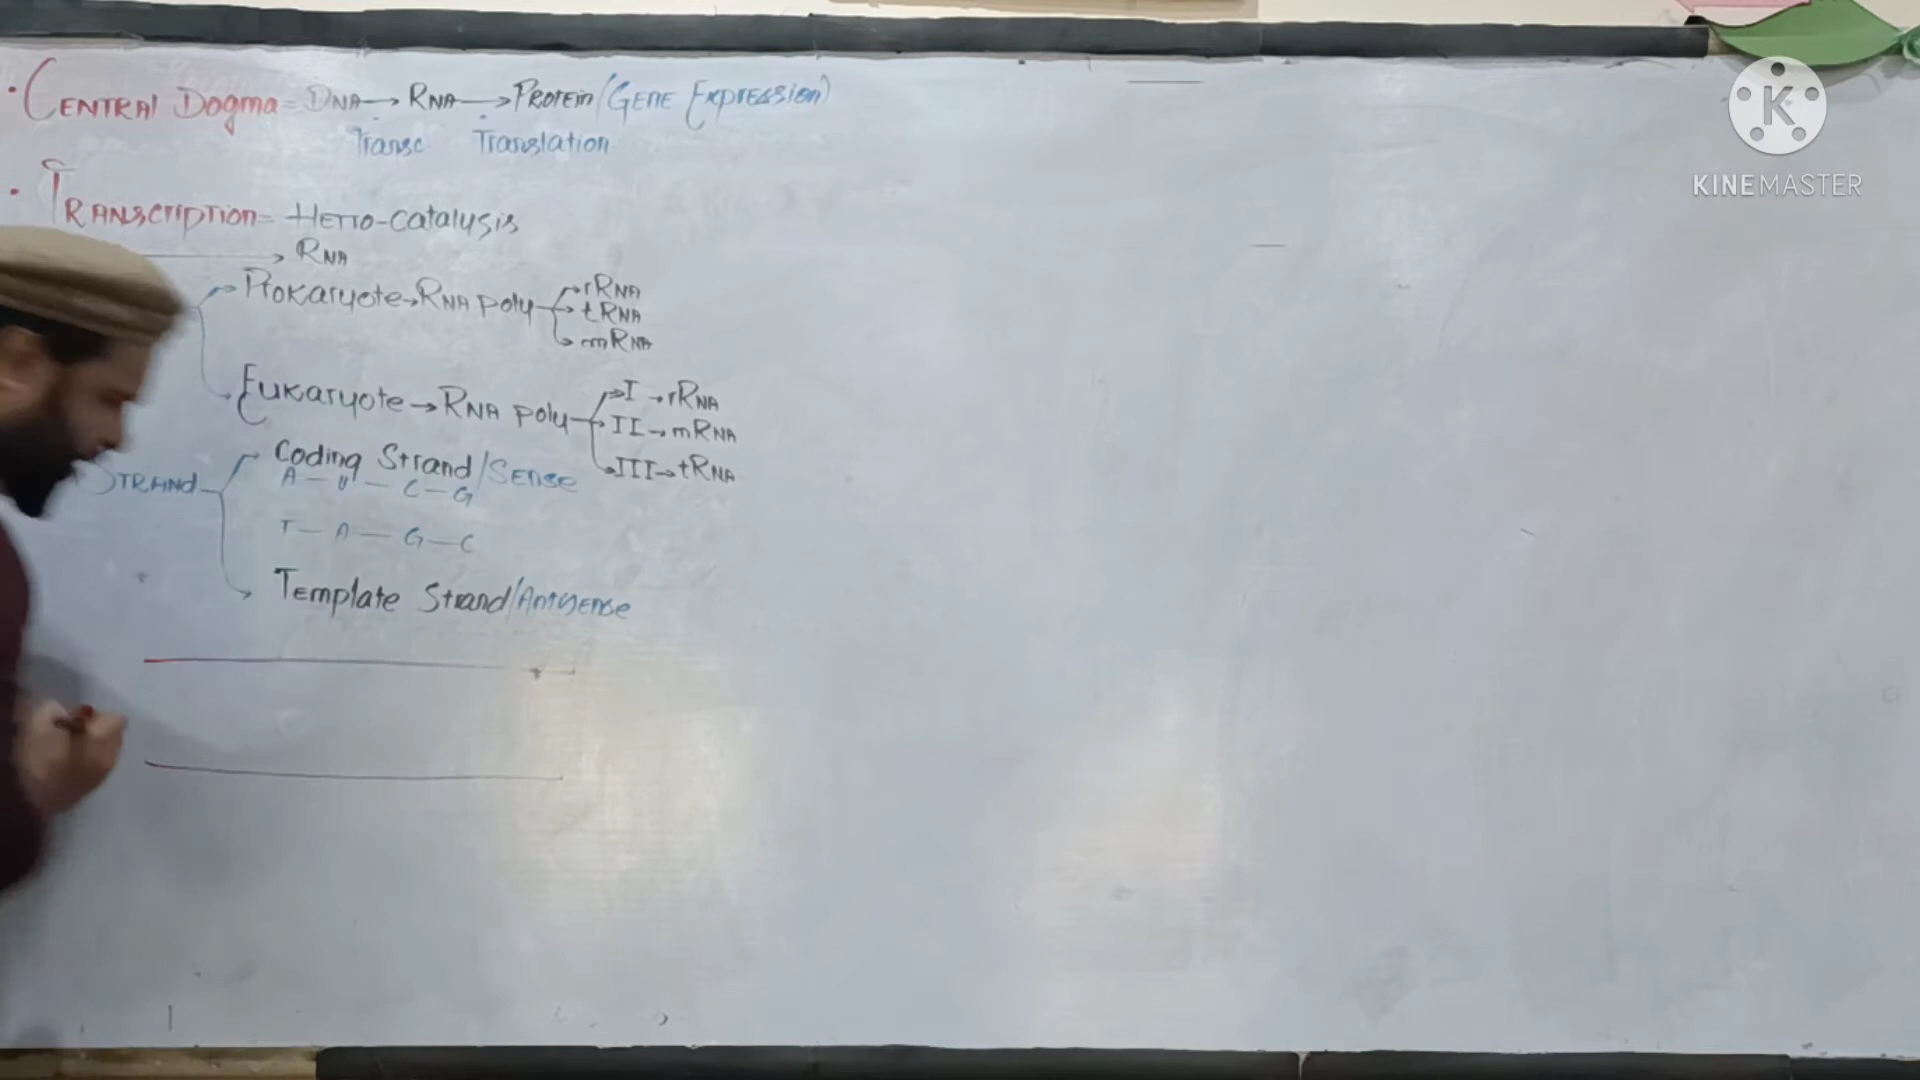 • CENTRAL Dogma = DNA → RNA → PROTEIN (GENE Expression)
Transc Translation
• TRANSCRIPTION = HETTO-CATALYSIS
→ RNA
Prokaryote → RNA poly → rRNA
→ tRNA
→ mRNA
Eukaryote → RNA poly → I → rRNA
→ II → mRNA
→ III → tRNA
STRAND
Coding Strand/SENSE
A — U — C — G
T — A — G — C
Template Strand/Antisense
KINEMASTER